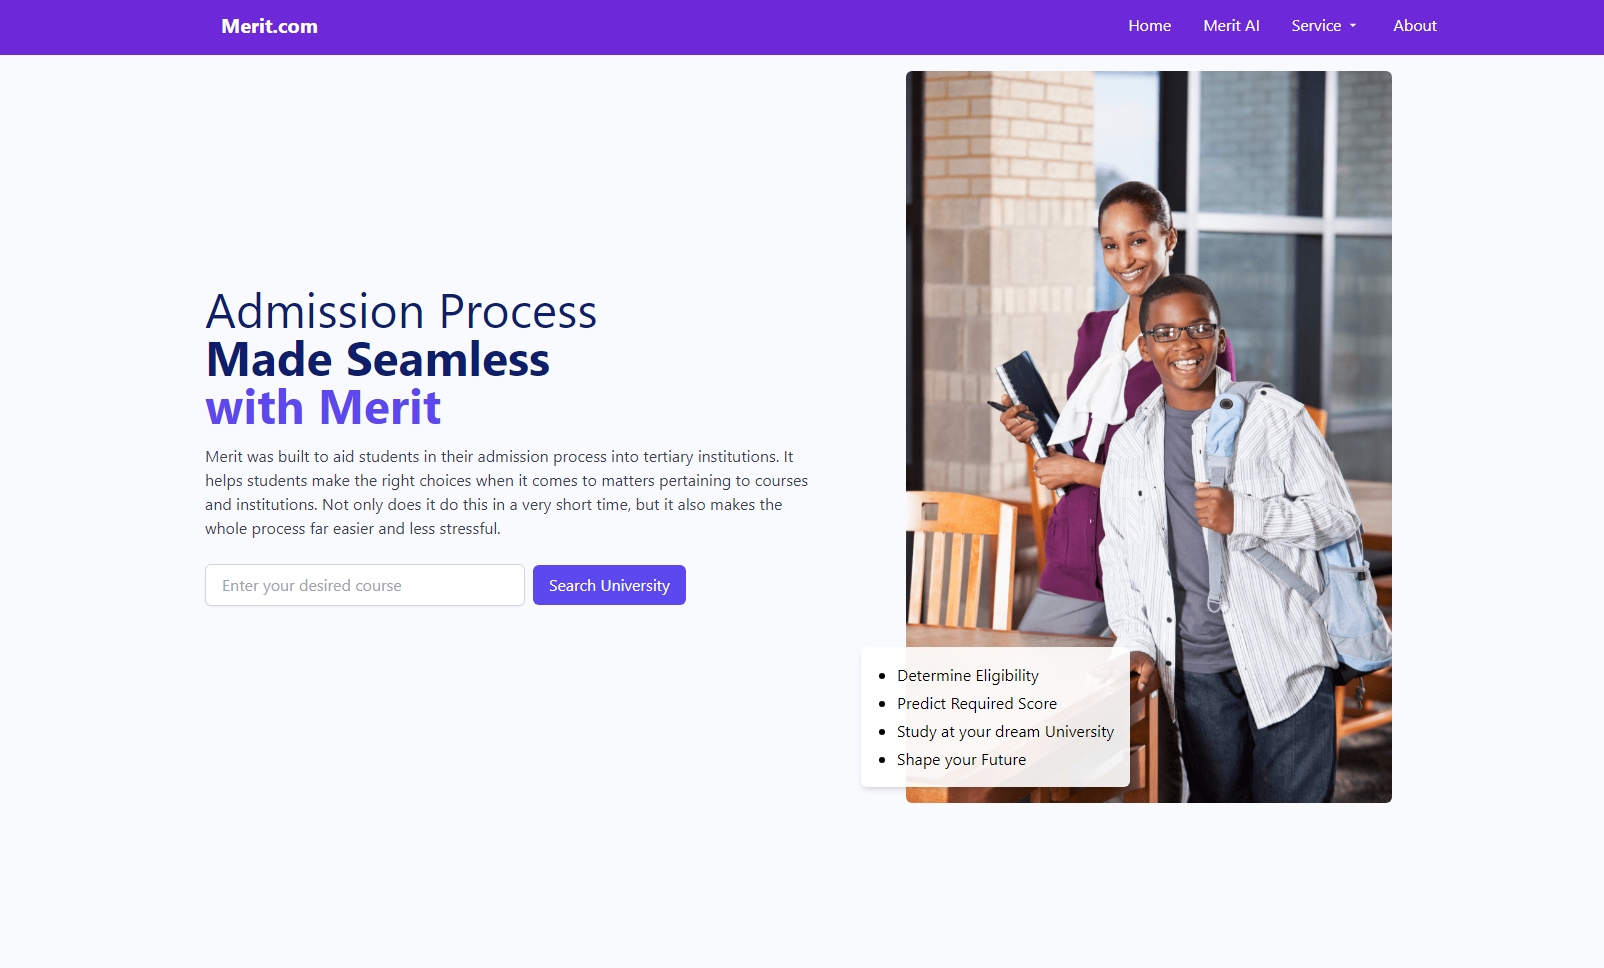 Merit.com
Home Merit AI Service About
Admission Process
Made Seamless
with Merit
Merit was built to aid students in their admission process into tertiary institutions. It
helps students make the right choices when it comes to matters pertaining to courses
and institutions. Not only does it do this in a very short time, but it also makes the
whole process far easier and less stressful.
Enter your desired course
Search University
Determine Eligibility
Predict Required Score
Study at your dream University
Shape your Future